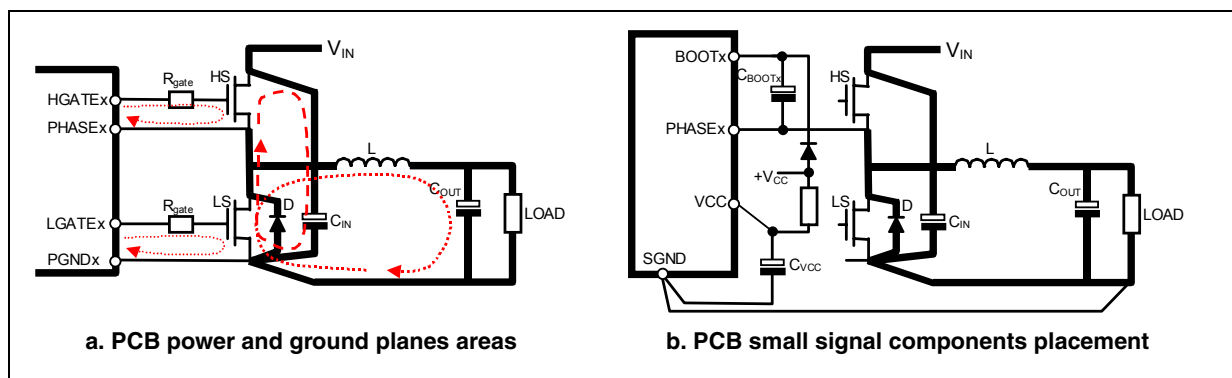 VIN
Rgate
HS
HGATEx
PHASEx
L
Rgate
LS
D
COUT
LOAD
LGATEx
CIN
PGNDx
a. PCB power and ground planes areas
VIN
BOOTx
HS
CBOOTx
PHASEx
L
+VCC
COUT
VCC
LS
D
LOAD
CIN
SGND
CVCC
b. PCB small signal components placement